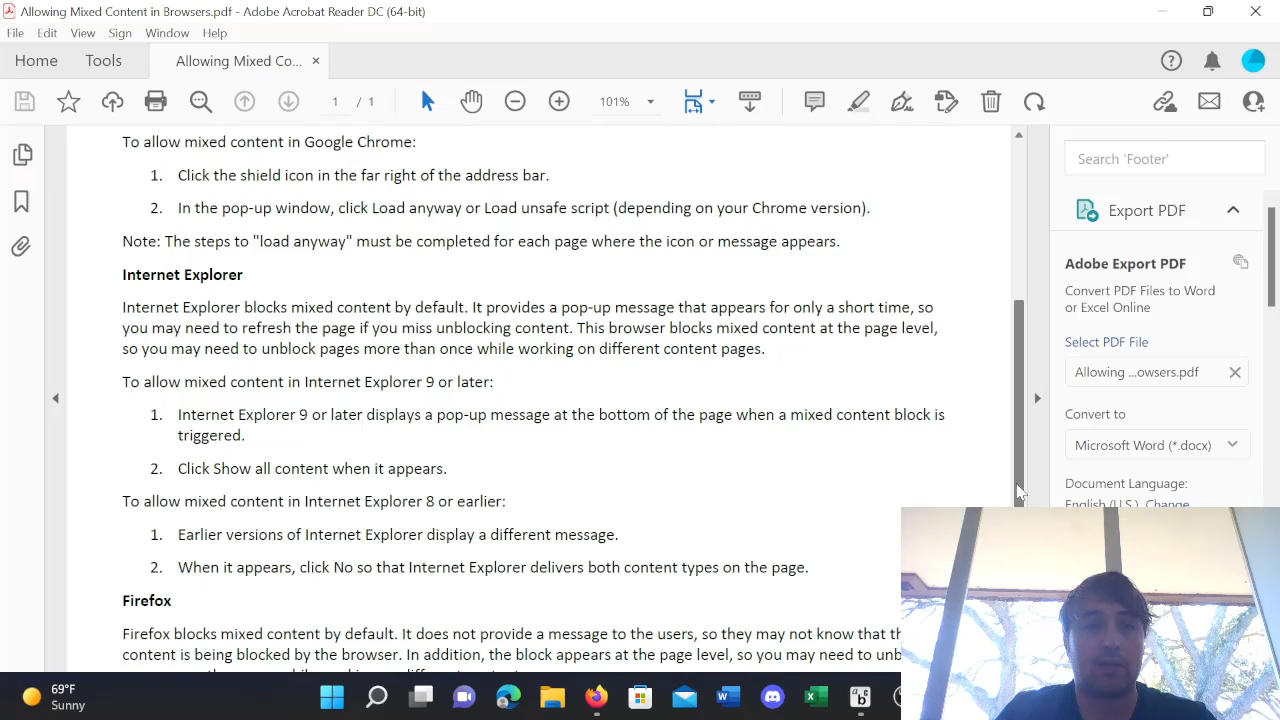 Allowing Mixed Content in Browsers.pdf - Adobe Acrobat Reader DC (64-bit)
File Edit View Sign Window Help
Home Tools Allowing Mixed Co...
1 / 1 101%
To allow mixed content in Google Chrome:
1. Click the shield icon in the far right of the address bar.
2. In the pop-up window, click Load anyway or Load unsafe script (depending on your Chrome version).
Note: The steps to "load anyway" must be completed for each page where the icon or message appears.
Internet Explorer
Internet Explorer blocks mixed content by default. It provides a pop-up message that appears for only a short time, so
you may need to refresh the page if you miss unblocking content. This browser blocks mixed content at the page level,
so you may need to unblock pages more than once while working on different content pages.
To allow mixed content in Internet Explorer 9 or later:
1. Internet Explorer 9 or later displays a pop-up message at the bottom of the page when a mixed content block is
triggered.
2. Click Show all content when it appears.
To allow mixed content in Internet Explorer 8 or earlier:
1. Earlier versions of Internet Explorer display a different message.
2. When it appears, click No so that Internet Explorer delivers both content types on the page.
Firefox
Firefox blocks mixed content by default. It does not provide a message to the users, so they may not know that
content is being blocked by the browser. In addition, the block appears at the page level, so you may need to
Search 'Footer'
Export PDF
Adobe Export PDF
Convert PDF Files to Word
or Excel Online
Select PDF File
Allowing ...owsers.pdf
Convert to
Microsoft Word (*.docx)
Document Language:
English (U.S.) Change
69°F
Sunny